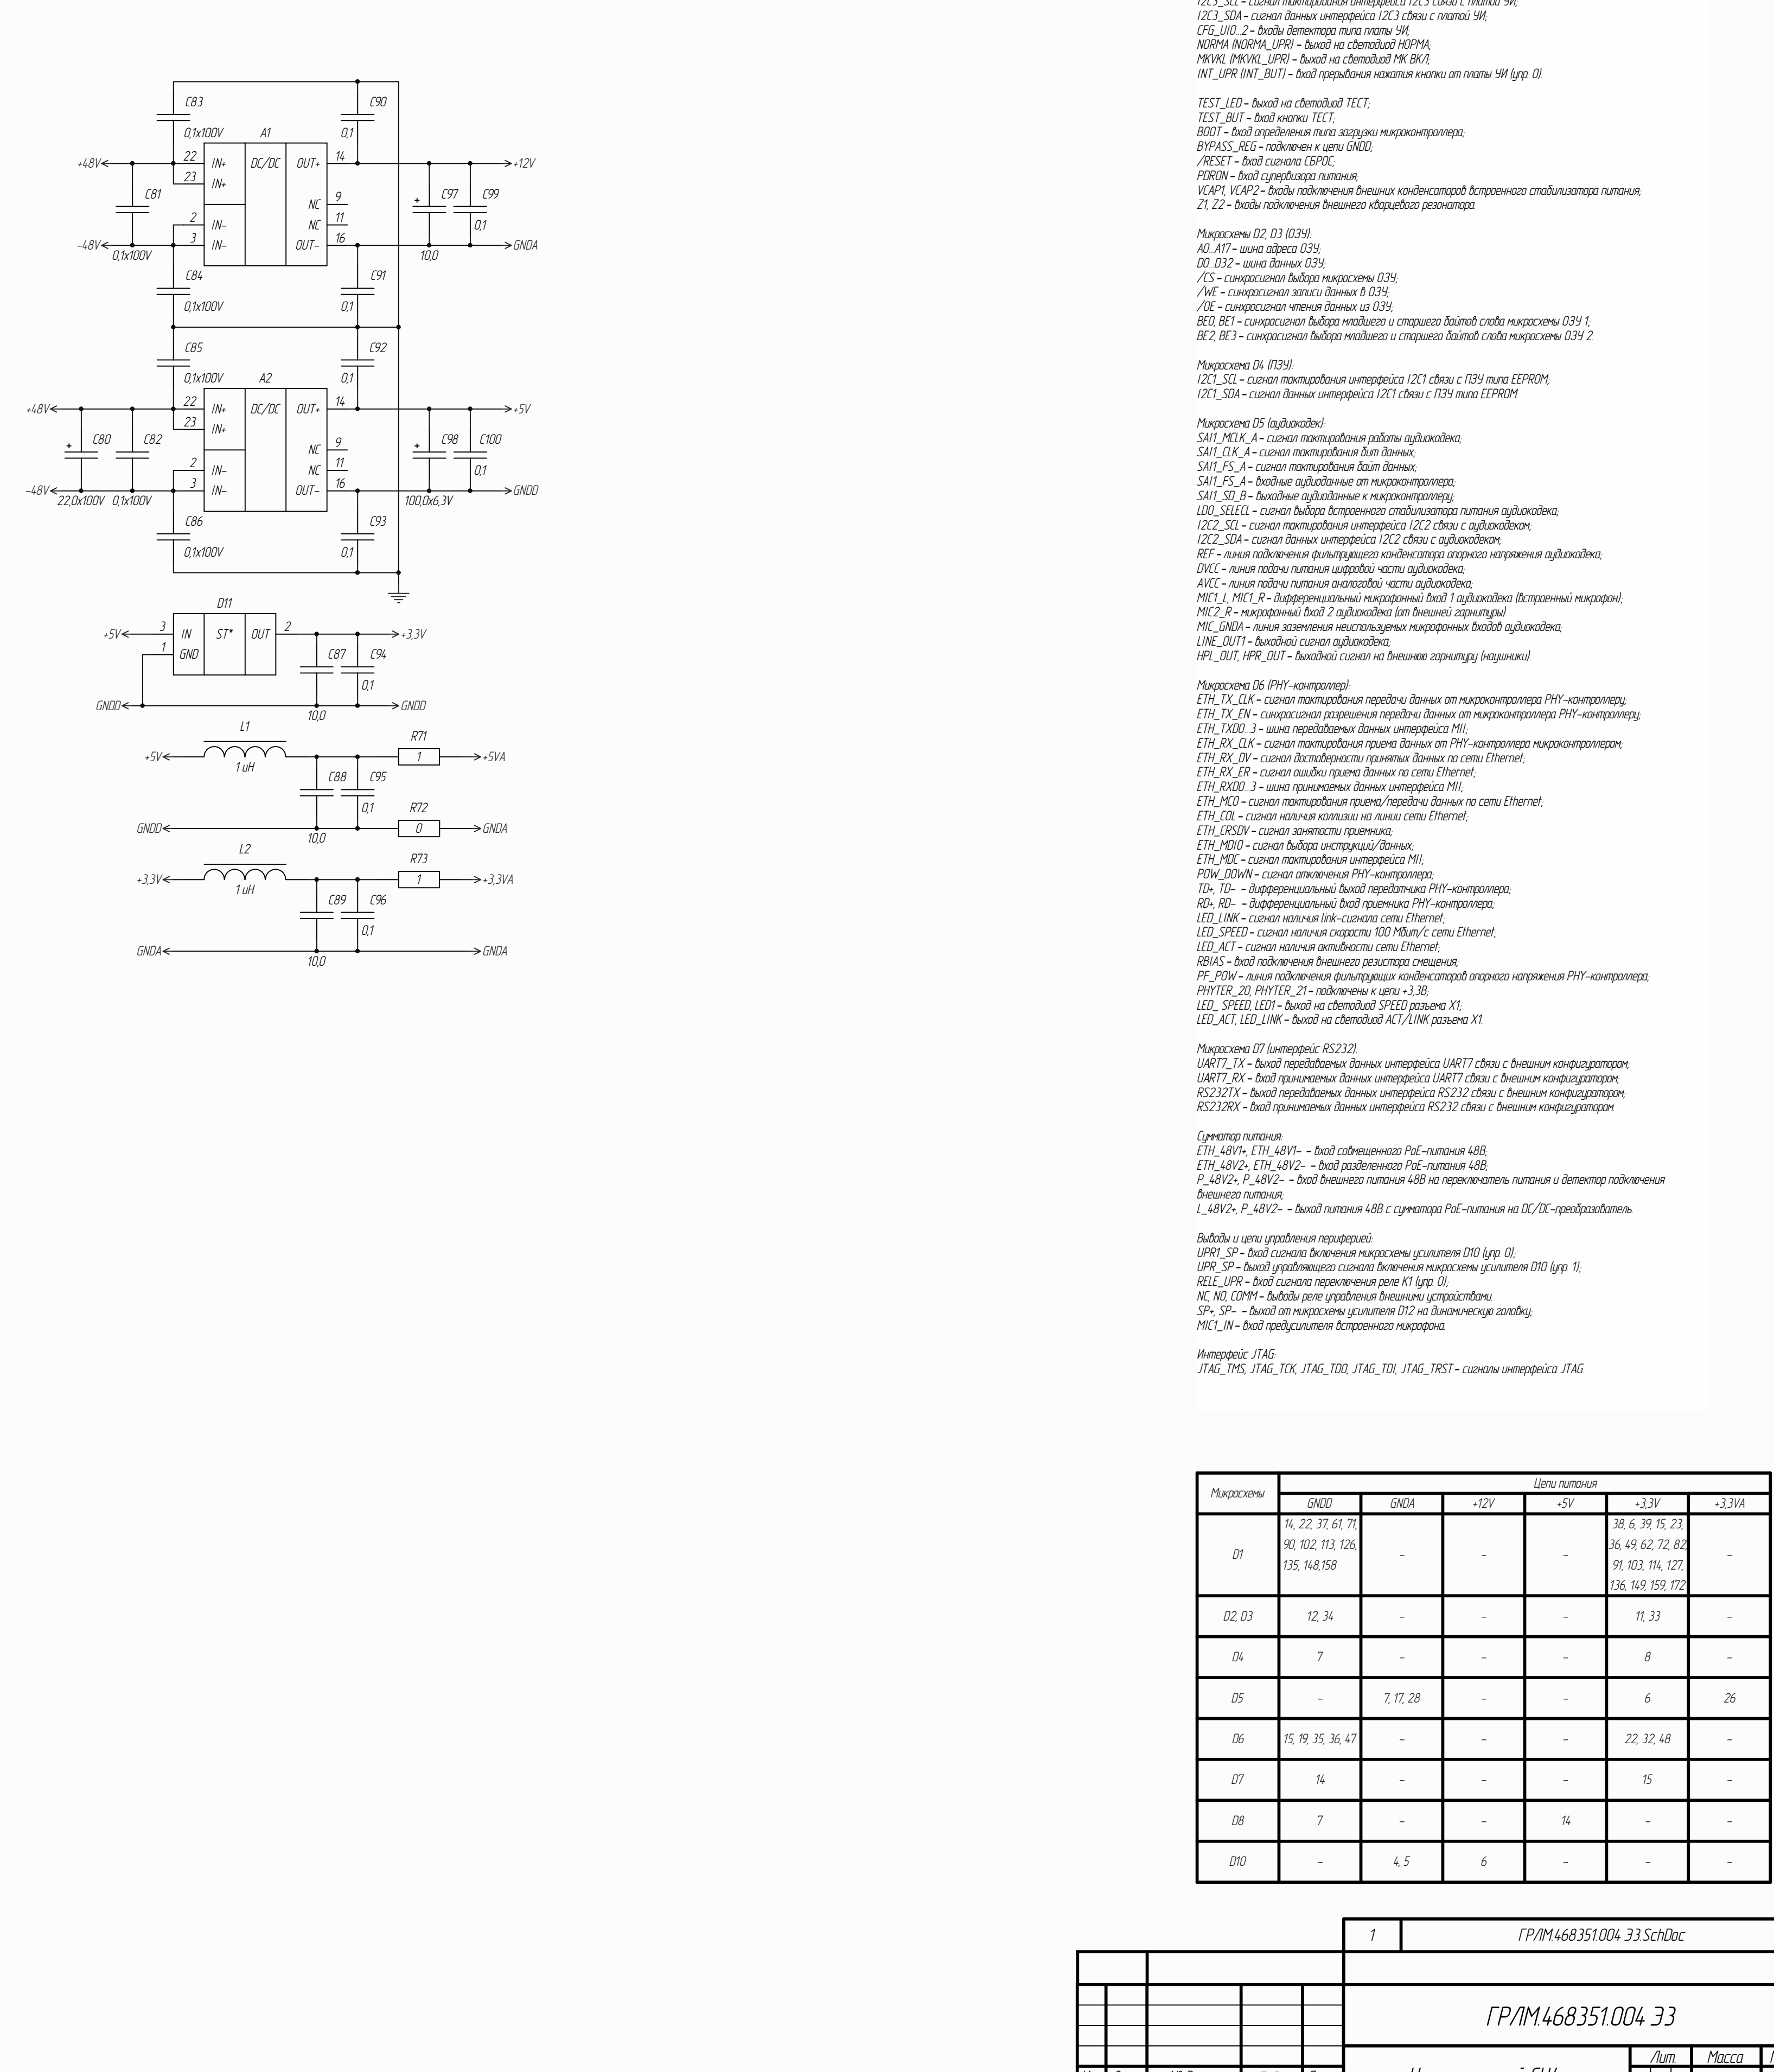 C83
C90
0,1x100V
A1
0,1
+48V
22
IN+
DC/DC
OUT+
14
+12V
23
IN+
C81
9
NC
C97
C99
+
2
IN-
11
NC
0,1
-48V
3
IN-
OUT-
16
GNDA
0,1x100V
10,0
C84
C91
0,1x100V
0,1
C85
C92
0,1x100V
A2
0,1
+48V
22
IN+
DC/DC
OUT+
14
+5V
23
IN+
C80
C82
9
NC
C98
C100
+
+
2
IN-
11
NC
0,1
-48V
3
IN-
OUT-
16
GNDD
22,0x100V
0,1x100V
100,0x6,3V
C86
C93
0,1x100V
0,1
D11
+5V
3
IN
ST*
OUT
2
+3,3V
1
GND
C87
C94
0,1
GNDD
GNDD
10,0
L1
R71
+5V
1 uH
1
+5VA
C88
C95
0,1
R72
GNDD
0
GNDA
10,0
L2
R73
+3,3V
1 uH
1
+3,3VA
C89
C96
0,1
GNDA
GNDA
10,0
I2C3_SCL - сигнал тактирования интерфейса I2C3 связи с платой УИ;
I2C3_SDA - сигнал данных интерфейса I2C3 связи с платой УИ;
CFG_UI0...2 - входы детектора типа платы УИ;
NORMA (NORMA_UPR) - выход на светодиод НОРМА;
MKVKL (MKVKL_UPR) - выход на светодиод МК ВКЛ;
INT_UPR (INT_BUT) - вход прерывания нажатия кнопки от платы УИ (упр. 0).
TEST_LED - выход на светодиод ТЕСТ;
TEST_BUT - вход кнопки ТЕСТ;
BOOT - вход определения типа загрузки микроконтроллера;
BYPASS_REG - подключен к цепи GNDD;
/RESET - вход сигнала СБРОС;
PDRON - вход супервизора питания;
VCAP1, VCAP2 - входы подключения внешних конденсаторов встроенного стабилизатора питания;
Z1, Z2 - входы подключения внешнего кварцевого резонатора.
Микросхемы D2, D3 (ОЗУ):
A0...A17 - шина адреса ОЗУ;
D0...D32 - шина данных ОЗУ;
/CS - синхросигнал выбора микросхемы ОЗУ;
/WE - синхросигнал записи данных в ОЗУ;
/OE - синхросигнал чтения данных из ОЗУ;
BE0, BE1 - синхросигнал выбора младшего и старшего байтов слова микросхемы ОЗУ 1;
BE2, BE3 - синхросигнал выбора младшего и старшего байтов слова микросхемы ОЗУ 2.
Микросхема D4 (ПЗУ):
I2C1_SCL - сигнал тактирования интерфейса I2C1 связи с ПЗУ типа EEPROM;
I2C1_SDA - сигнал данных интерфейса I2C1 связи с ПЗУ типа EEPROM.
Микросхема D5 (аудиокодек):
SAI1_MCLK_A - сигнал тактирования работы аудиокодека;
SAI1_CLK_A - сигнал тактирования бит данных;
SAI1_FS_A - сигнал тактирования байт данных;
SAI1_FS_A - входные аудиоданные от микроконтроллера;
SAI1_SD_B - выходные аудиоданные к микроконтроллеру;
LDO_SELECL - сигнал выбора встроенного стабилизатора питания аудиокодека;
I2C2_SCL - сигнал тактирования интерфейса I2C2 связи с аудиокодеком;
I2C2_SDA - сигнал данных интерфейса I2C2 связи с аудиокодеком;
REF - линия подключения фильтрующего конденсатора опорного напряжения аудиокодека;
DVCC - линия подачи питания цифровой части аудиокодека;
AVCC - линия подачи питания аналоговой части аудиокодека;
MIC1_L, MIC1_R - дифференциальный микрофонный вход 1 аудиокодека (встроенный микрофон);
MIC2_R - микрофонный вход 2 аудиокодека (от внешней гарнитуры).
MIC_GNDA - линия заземления неиспользуемых микрофонных входов аудиокодека;
LINE_OUT1 - выходной сигнал аудиокодека;
HPL_OUT, HPR_OUT - выходной сигнал на внешнюю гарнитуру (наушники).
Микросхема D6 (PHY-контроллер):
ETH_TX_CLK - сигнал тактирования передачи данных от микроконтроллера PHY-контроллеру;
ETH_TX_EN - синхросигнал разрешения передачи данных от микроконтроллера PHY-контроллеру;
ETH_TXD0...3 - шина передаваемых данных интерфейса MII;
ETH_RX_CLK - сигнал тактирования приема данных от PHY-контроллера микроконтроллером;
ETH_RX_DV - сигнал достоверности принятых данных по сети Ethernet;
ETH_RX_ER - сигнал ошибки приема данных по сети Ethernet;
ETH_RXD0...3 - шина принимаемых данных интерфейса MII;
ETH_MCO - сигнал тактирования приема/передачи данных по сети Ethernet;
ETH_COL - сигнал наличия коллизии на линии сети Ethernet;
ETH_CRSDV - сигнал занятости приемника;
ETH_MDIO - сигнал выбора инструкций/данных;
ETH_MDC - сигнал тактирования интерфейса MII;
POW_DOWN - сигнал отключения PHY-контроллера;
TD+, TD- - дифференциальный выход передатчика PHY-контроллера;
RD+, RD- - дифференциальный вход приемника PHY-контроллера;
LED_LINK - сигнал наличия link-сигнала сети Ethernet;
LED_SPEED - сигнал наличия скорости 100 Мбит/с сети Ethernet;
LED_ACT - сигнал наличия активности сети Ethernet;
RBIAS - вход подключения внешнего резистора смещения;
PF_POW - линия подключения фильтрующих конденсаторов опорного напряжения PHY-контроллера;
PHYTER_20, PHYTER_21 - подключены к цепи +3,3В;
LED_ SPEED, LED1 - выход на светодиод SPEED разъема X1;
LED_ACT, LED_LINK - выход на светодиод ACT/LINK разъема X1.
Микросхема D7 (интерфейс RS232):
UART7_TX - выход передаваемых данных интерфейса UART7 связи с внешним конфигуратором;
UART7_RX - вход принимаемых данных интерфейса UART7 связи с внешним конфигуратором;
RS232TX - выход передаваемых данных интерфейса RS232 связи с внешним конфигуратором;
RS232RX - вход принимаемых данных интерфейса RS232 связи с внешним конфигуратором.
Сумматор питания:
ETH_48V1+, ETH_48V1- - вход совмещенного PoE-питания 48В;
ETH_48V2+, ETH_48V2- - вход разделенного PoE-питания 48В;
P_48V2+, P_48V2- - вход внешнего питания 48В на переключатель питания и детектор подключения
внешнего питания;
L_48V2+, P_48V2- - выход питания 48В с сумматора PoE-питания на DC/DC-преобразователь.
Выводы и цепи управления периферией:
UPR1_SP - вход сигнала включения микросхемы усилителя D10 (упр. 0);
UPR_SP - выход управляющего сигнала включения микросхемы усилителя D10 (упр. 1);
RELE_UPR - вход сигнала переключения реле K1 (упр. 0);
NC, NO, COMM - выводы реле управления внешними устройствами.
SP+, SP- - выход от микросхемы усилителя D12 на динамическую головку;
MIC1_IN - вход предусилителя встроенного микрофона.
Интерфейс JTAG:
JTAG_TMS, JTAG_TCK, JTAG_TDO, JTAG_TDI, JTAG_TRST - сигналы интерфейса JTAG.
Микросхемы
Цепи питания
GNDD GNDA +12V +5V +3,3V +3,3VA
D1
14, 22, 37, 61, 71,
90, 102, 113, 126,
135, 148,158
- - -
38, 6, 39, 15, 23,
36, 49, 62, 72, 82,
91, 103, 114, 127,
136, 149, 159, 172
-
D2, D3 12, 34 - - - 11, 33 -
D4 7 - - - 8 -
D5 - 7, 17, 28 - - 6 26
D6 15, 19, 35, 36, 47 - - - 22, 32, 48 -
D7 14 - - - 15 -
D8 7 - - 14 - -
D10 - 4, 5 6 - - -
1 ГРЛМ.468351.004 Э3.SchDoc
ГРЛМ.468351.004 Э3
Лит. Масса